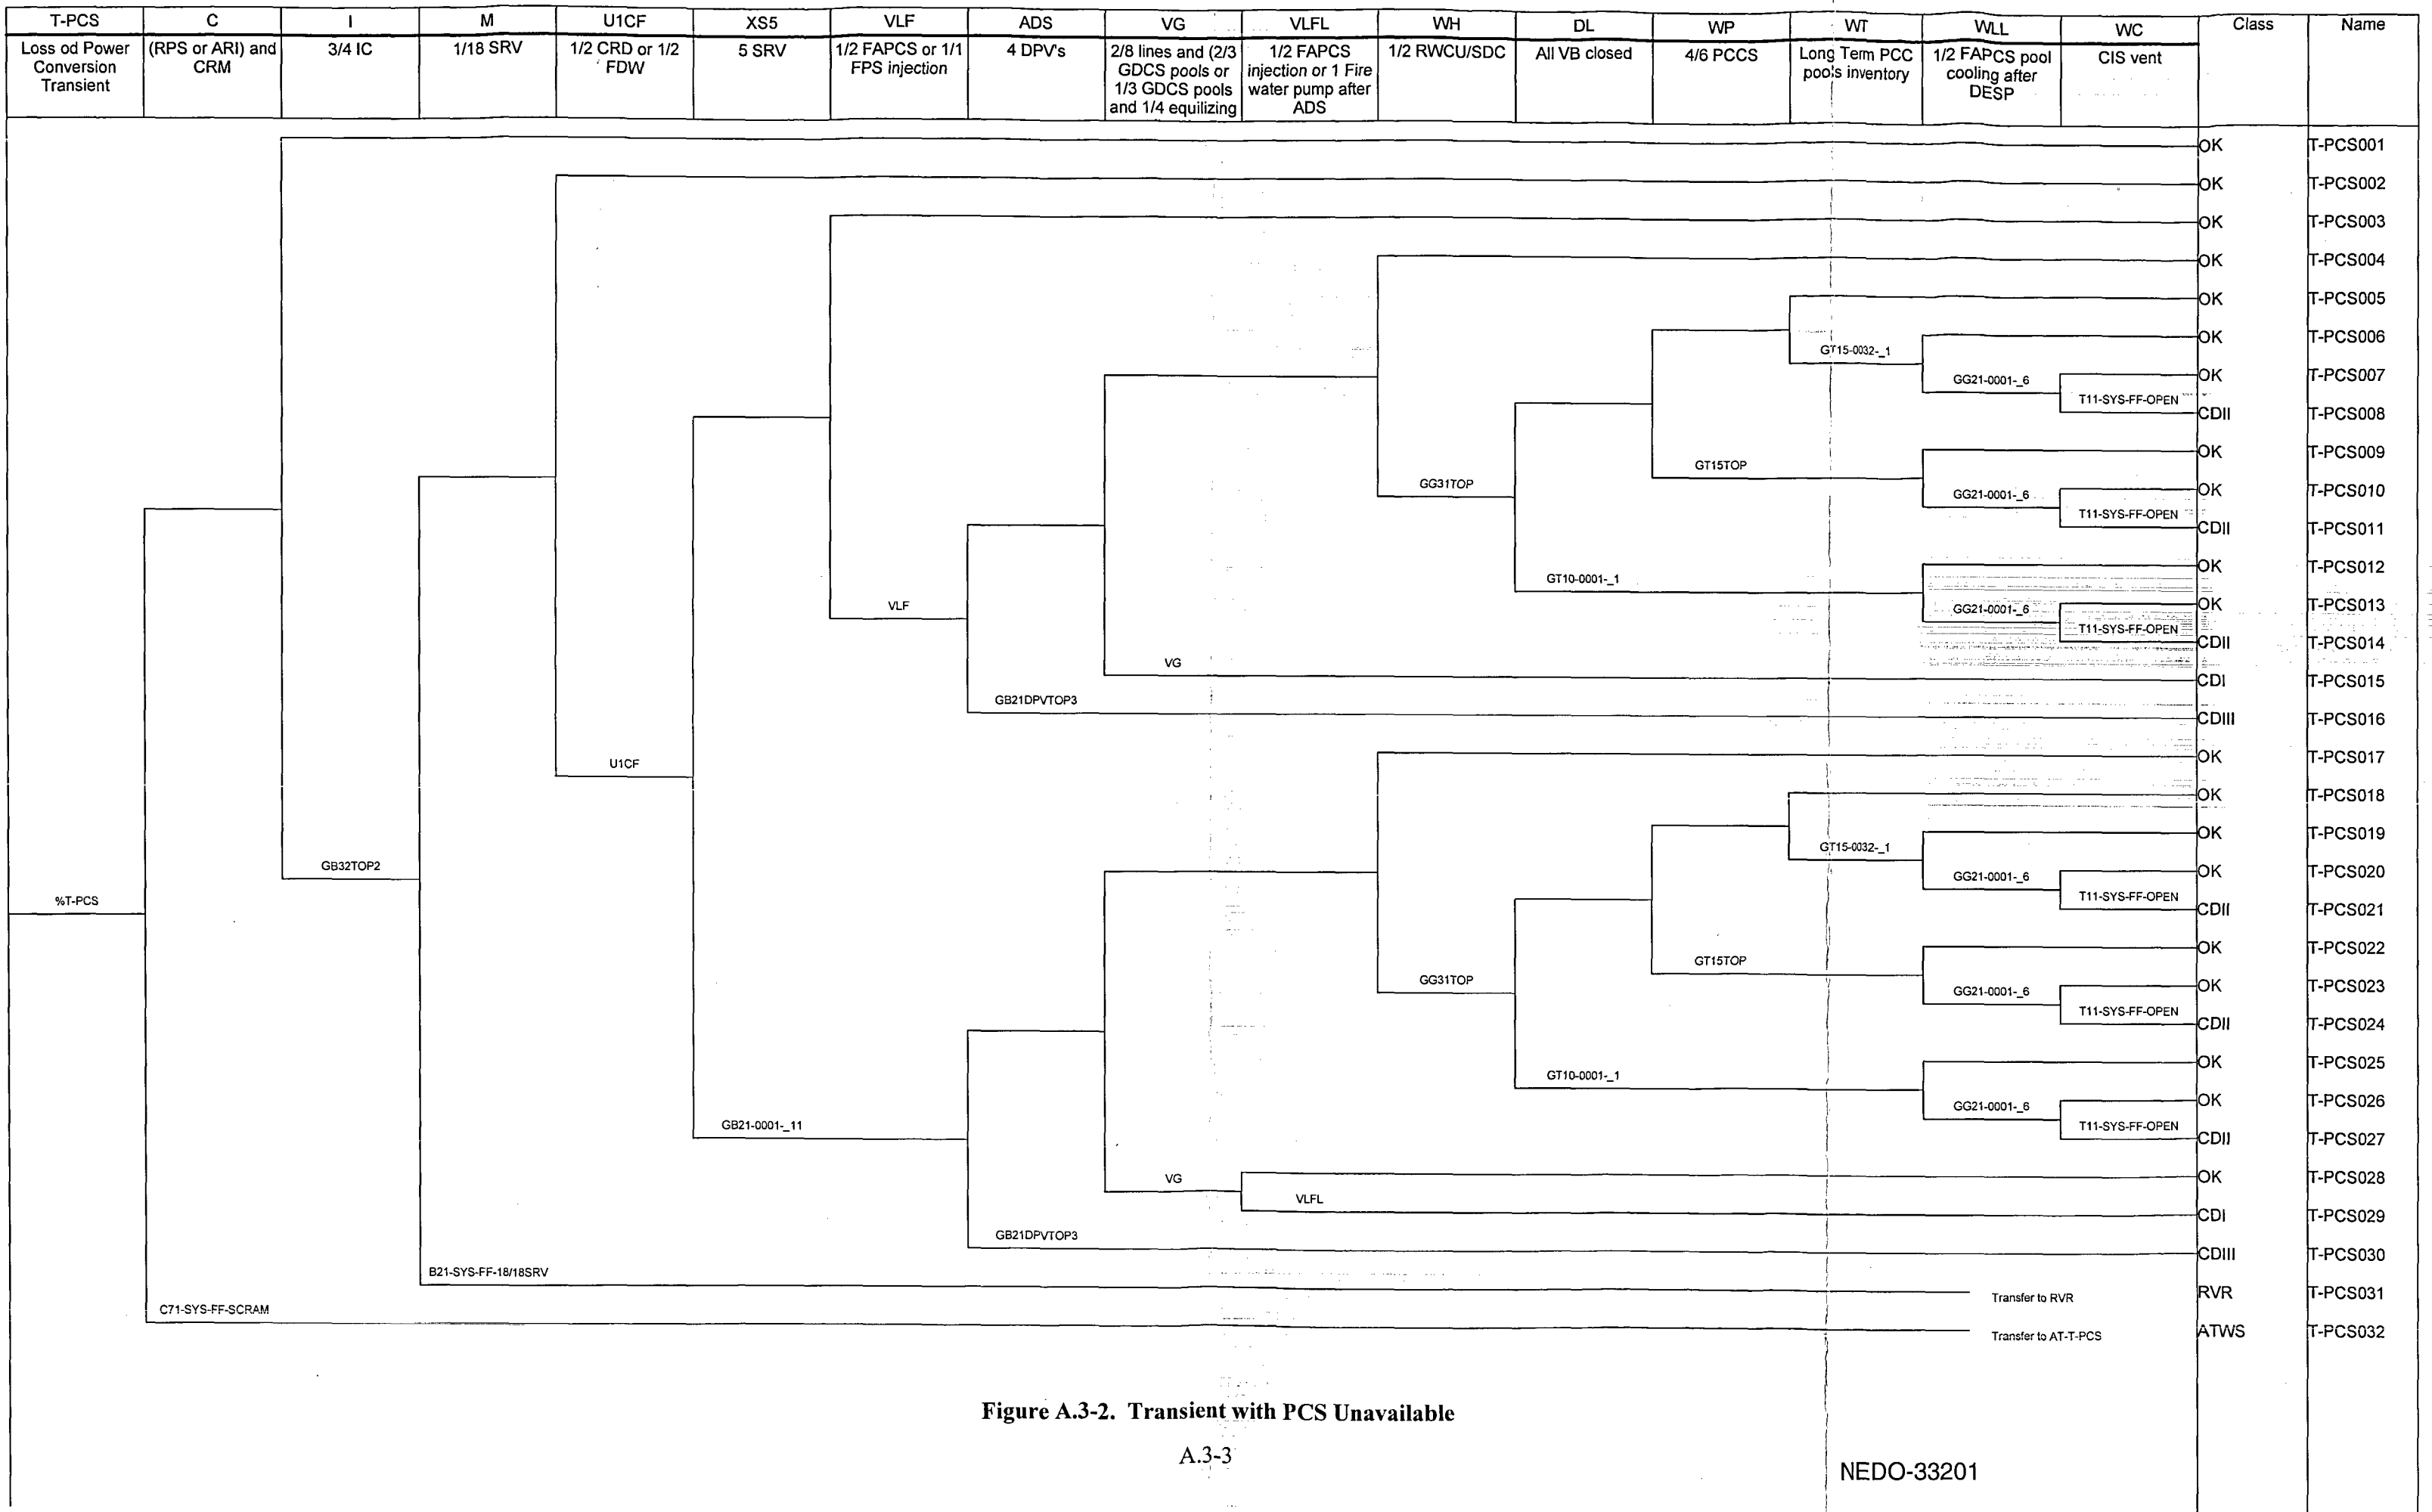 T-PCS C I M U1CF XS5 VLF ADS VG VLFL WH DL WP WT WLL WC Class Name
Loss od Power
Conversion
Transient
(RPS or ARI) and
CRM
3/4 IC
1/18 SRV
1/2 CRD or 1/2
FDW
5 SRV
1/2 FAPCS or 1/1
FPS injection
4 DPV's
2/8 lines and (2/3
GDCS pools or
1/3 GDCS pools
and 1/4 equilizing
1/2 FAPCS
injection or 1 Fire
water pump after
ADS
1/2 RWCU/SDC
All VB closed
4/6 PCCS
Long Term PCC
pools inventory
1/2 FAPCS pool
cooling after
DESP
CIS vent
OK T-PCS001
OK T-PCS002
OK T-PCS003
OK T-PCS004
OK T-PCS005
OK T-PCS006
GT15-0032-_1
OK T-PCS007
GG21-0001-_6
T11-SYS-FF-OPEN
CDII T-PCS008
OK T-PCS009
GT15TOP
GG31TOP
OK T-PCS010
GG21-0001-_6
T11-SYS-FF-OPEN
CDII T-PCS011
OK T-PCS012
GT10-0001-_1
VLF
OK T-PCS013
GG21-0001-_6
T11-SYS-FF-OPEN
CDII T-PCS014
VG
CDI T-PCS015
GB21DPVTOP3
CDIII T-PCS016
U1CF
OK T-PCS017
OK T-PCS018
OK T-PCS019
GT15-0032-_1
GB32TOP2
OK T-PCS020
GG21-0001-_6
T11-SYS-FF-OPEN
%T-PCS
CDII T-PCS021
OK T-PCS022
GT15TOP
GG31TOP
OK T-PCS023
GG21-0001-_6
T11-SYS-FF-OPEN
CDII T-PCS024
OK T-PCS025
GT10-0001-_1
OK T-PCS026
GG21-0001-_6
T11-SYS-FF-OPEN
GB21-0001-_11
CDII T-PCS027
OK T-PCS028
VG
VLFL
CDI T-PCS029
GB21DPVTOP3
CDIII T-PCS030
B21-SYS-FF-18/18SRV
Transfer to RVR
RVR T-PCS031
C71-SYS-FF-SCRAM
Transfer to AT-T-PCS
ATWS T-PCS032
Figure A.3-2. Transient with PCS Unavailable
A.3-3
NEDO-33201